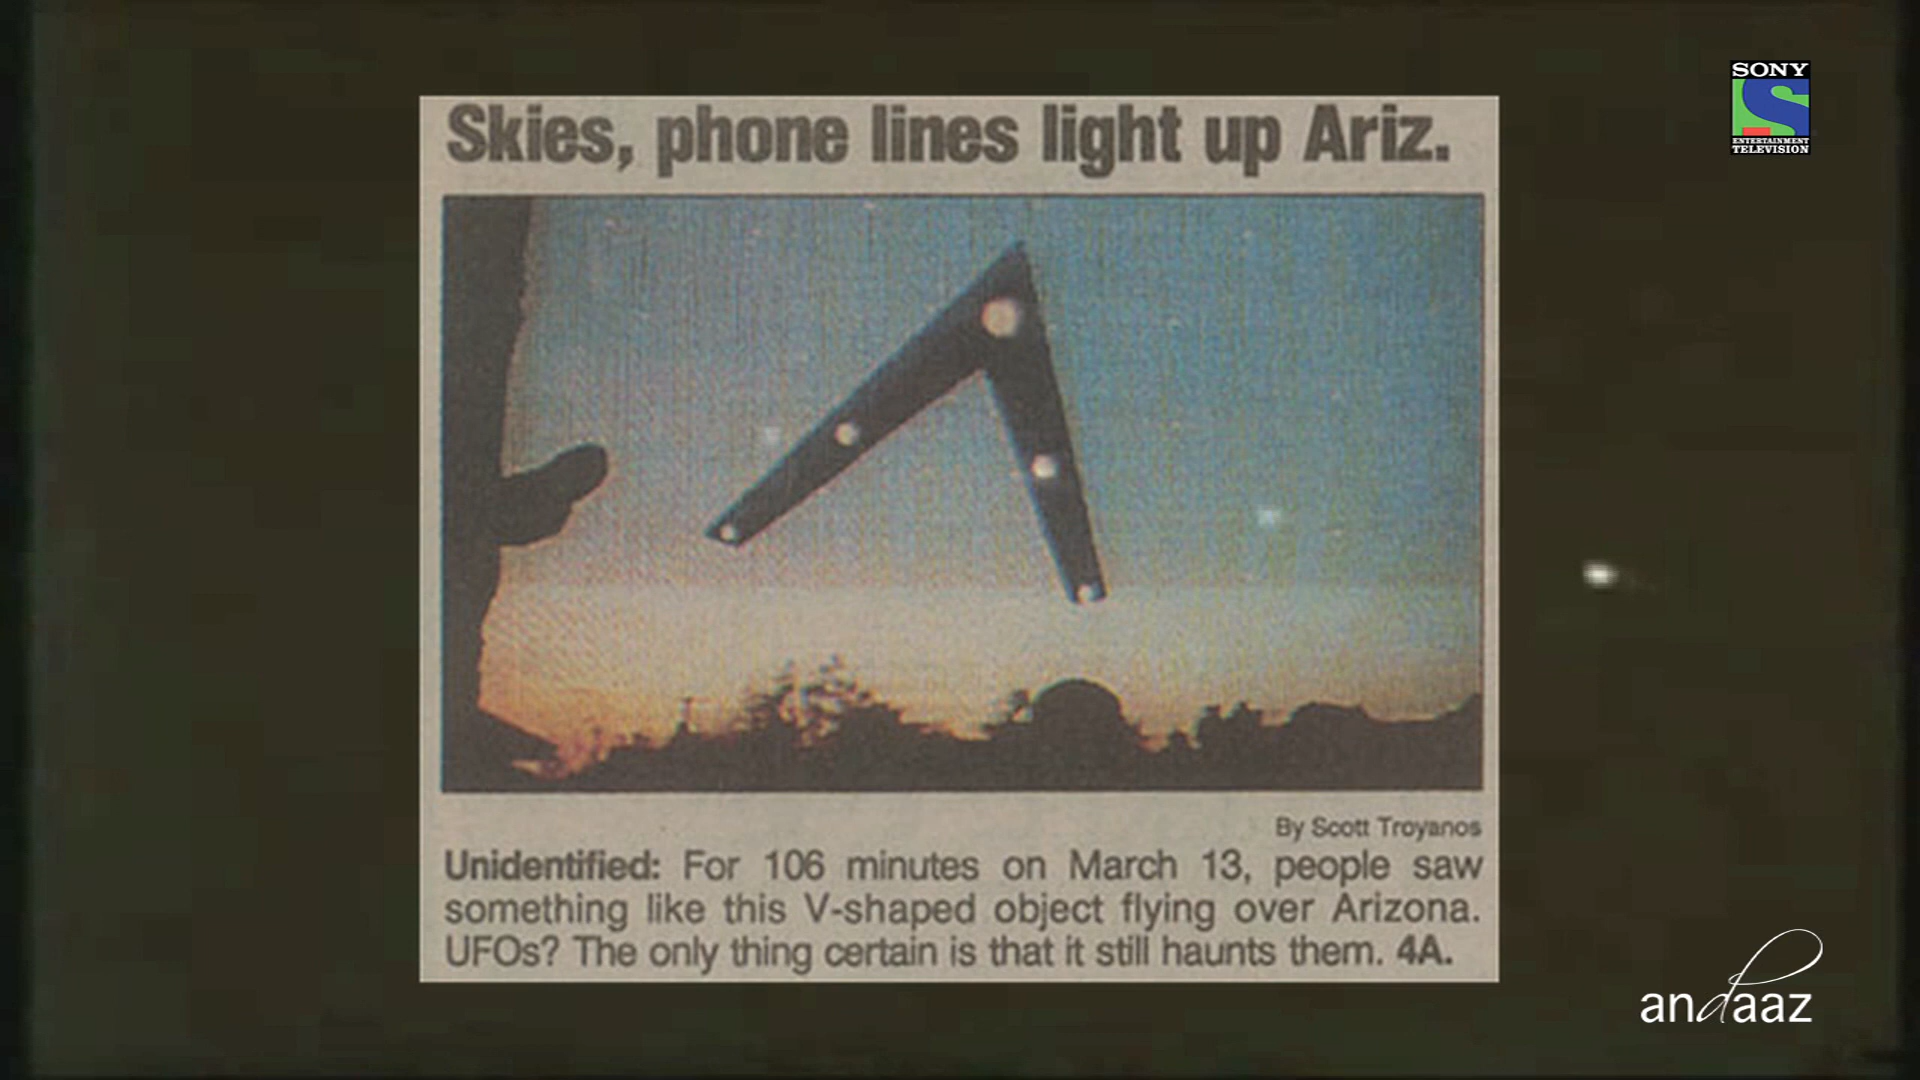 Skies, phone lines light up Ariz.
SONY
ENTERTAINMENT
TELEVISION
By Scott Troyanos
Unidentified: For 106 minutes on March 13, people saw
something like this V-shaped object flying over Arizona.
UFOs? The only thing certain is that it still haunts them. 4A.
andaaz